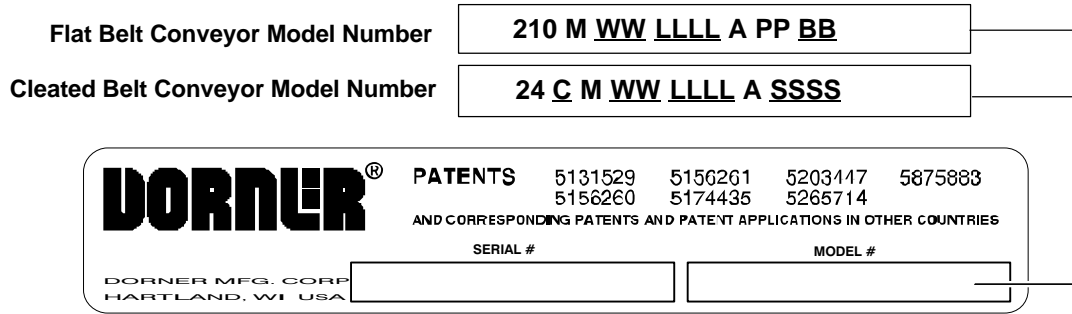 Flat Belt Conveyor Model Number 210 M WW LLLL A PP BB
Cleated Belt Conveyor Model Number 24 C M WW LLLL A SSSS
DORNER® PATENTS 5131529 5156261 5203447 5875883
5156260 5174435 5265714
AND CORRESPONDING PATENTS AND PATENT APPLICATIONS IN OTHER COUNTRIES
SERIAL # MODEL #
DORNER MFG. CORP
HARTLAND, WI USA